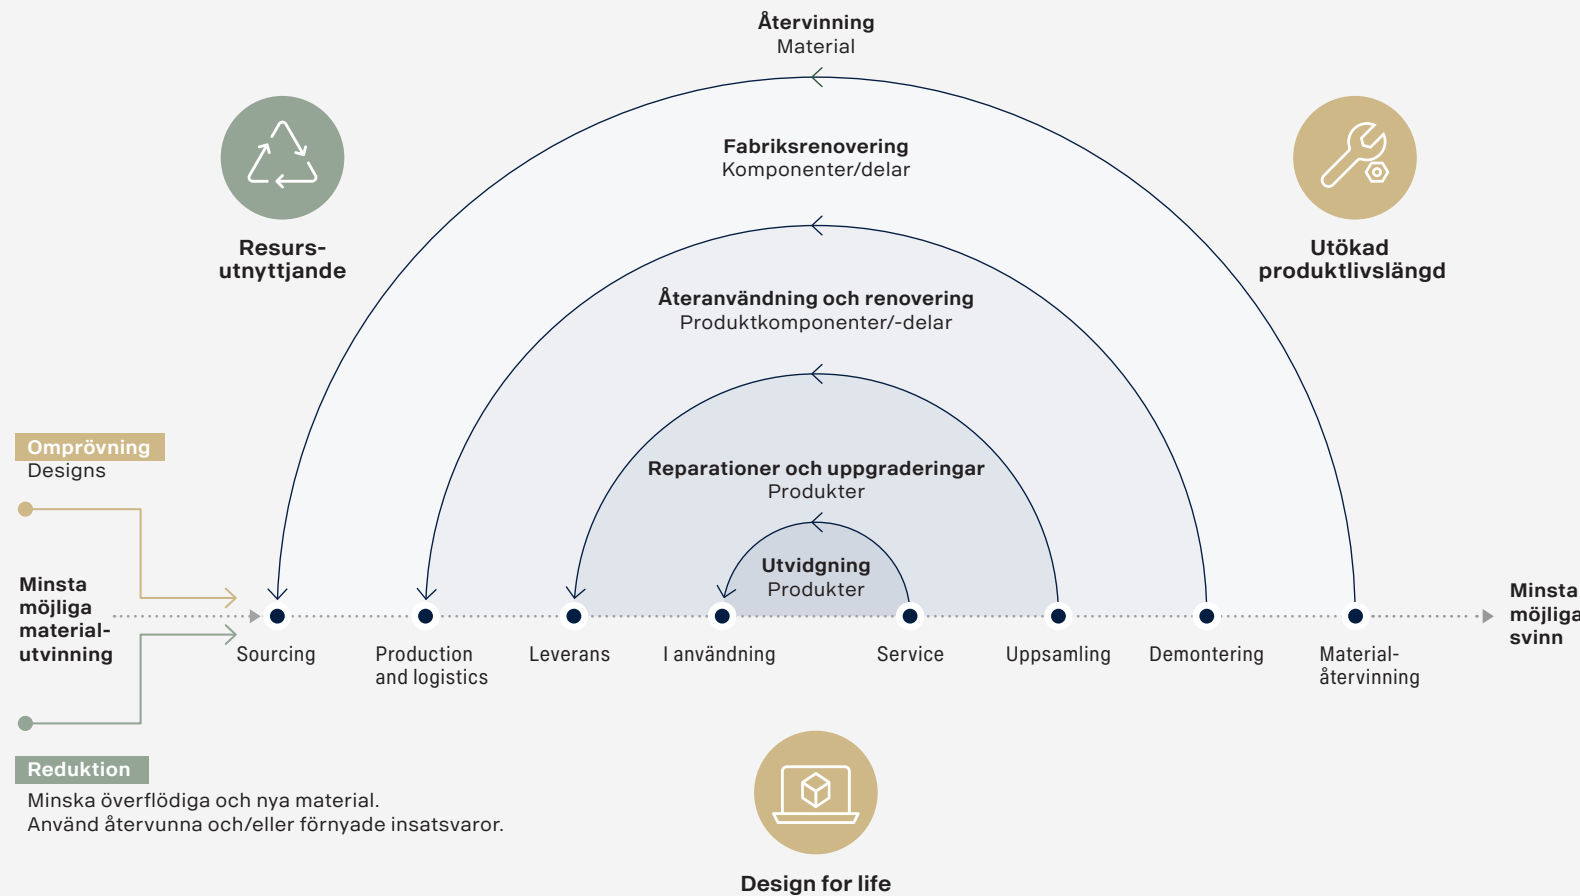 Återvinning
Material
Fabriksrenovering
Komponenter/delar
Resurs-
utnyttjande
Utökad
produktlivslängd
Återanvändning och renovering
Produktkomponenter/-delar
Omprövning
Designs
Reparationer och uppgraderingar
Produkter
Utvidgning
Produkter
Minsta
möjliga
material-
utvinning
Minsta
möjliga
svinn
Sourcing
Production
and logistics
Leverans
I användning
Service
Uppsamling
Demontering
Material-
återvinning
Reduktion
Minska överflödiga och nya material.
Använd återvunna och/eller förnyade insatsvaror.
Design for life